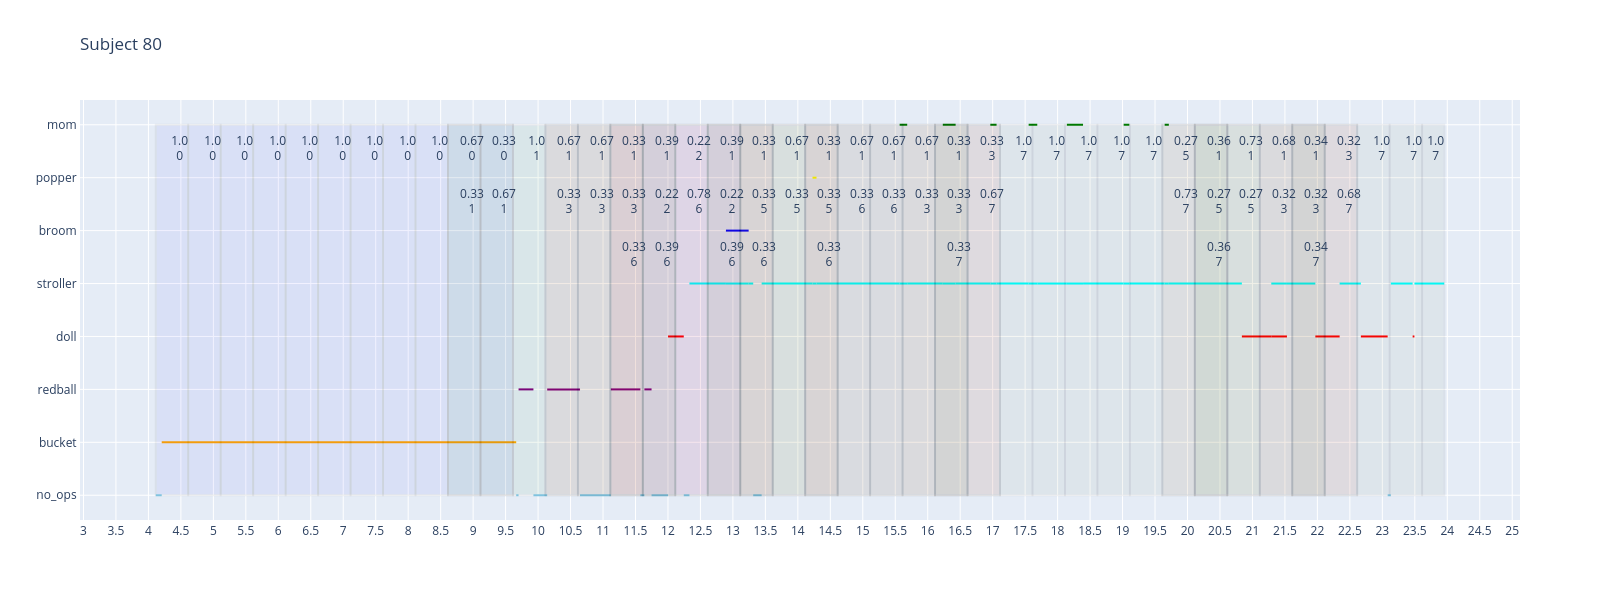 Subject 80
mom
1.0 1.0 1.0 1.0 1.0 1.0 1.0 1.0 1.0 0.67 0.33 1.0 0.67 0.67 0.33 0.39 0.22 0.39 0.33 0.67 0.33 0.67 0.67 0.67 0.33 0.33 1.0 1.0 1.0 1.0 1.0 0.27 0.36 0.73 0.68 0.34 0.32 1.0 1.0 1.0
0 0 0 0 0 0 0 0 0 0 0 1 1 1 1 1 2 1 1 1 1 1 1 1 1 3 7 7 7 7 7 5 1 1 1 1 3 7 7 7
popper
0.33 0.67 0.33 0.33 0.33 0.22 0.78 0.22 0.33 0.33 0.33 0.33 0.33 0.33 0.33 0.67 0.73 0.27 0.27 0.32 0.32 0.68
1 1 3 3 3 2 6 2 5 5 5 6 6 3 3 7 7 5 5 3 3 7
broom
0.33 0.39 0.39 0.33 0.33 0.33 0.36 0.34
6 6 6 6 6 7 7 7
stroller
doll
redball
bucket
no_ops
3 3.5 4 4.5 5 5.5 6 6.5 7 7.5 8 8.5 9 9.5 10 10.5 11 11.5 12 12.5 13 13.5 14 14.5 15 15.5 16 16.5 17 17.5 18 18.5 19 19.5 20 20.5 21 21.5 22 22.5 23 23.5 24 24.5 25